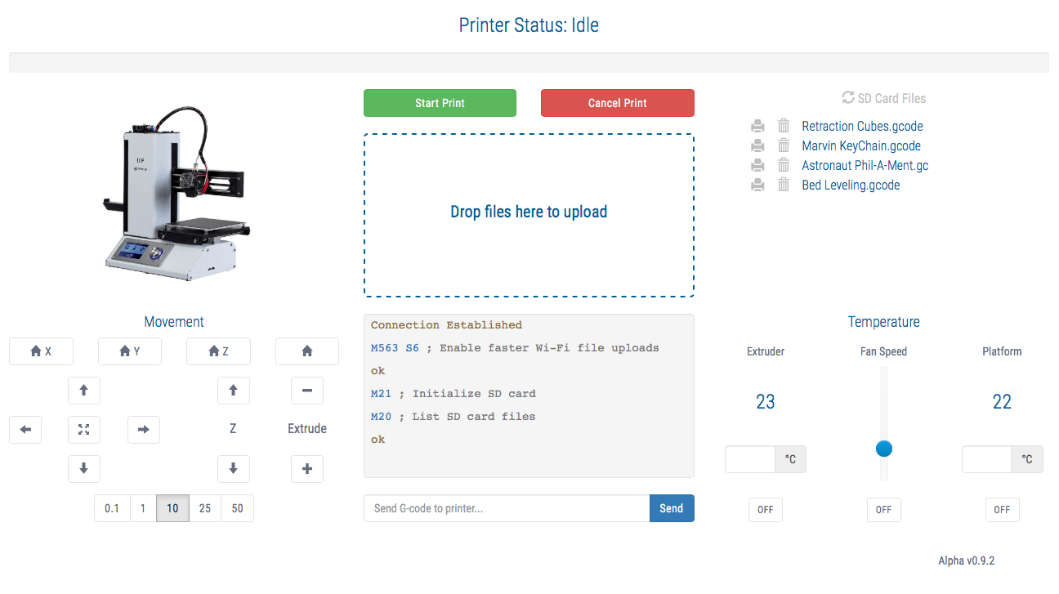 Printer Status: Idle
Start Print
Cancel Print
SD Card Files
Retraction Cubes.gcode
Marvin KeyChain.gcode
Astronaut Phil-A-Ment.gc
Bed Leveling.gcode
Drop files here to upload
Connection Established
M563 S6 ; Enable faster Wi-Fi file uploads
ok
M21 ; Initialize SD card
M20 ; List SD card files
ok
Send G-code to printer...
Send
Movement
X
Y
Z
Z
Extrude
0.1 1 10 25 50
Temperature
Extruder
Fan Speed
Platform
23
22
°C
°C
OFF
OFF
OFF
Alpha v0.9.2